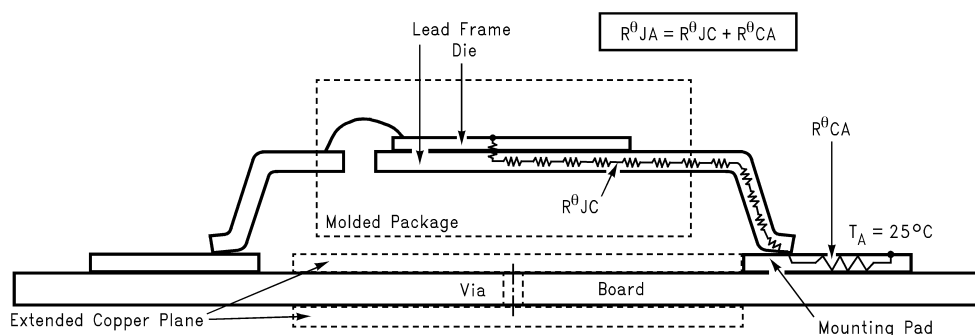 RθJA = RθJC + RθCA
Lead Frame
Die
RθCA
RθJC
Molded Package
TA = 25°C
Via
Board
Extended Copper Plane
Mounting Pad